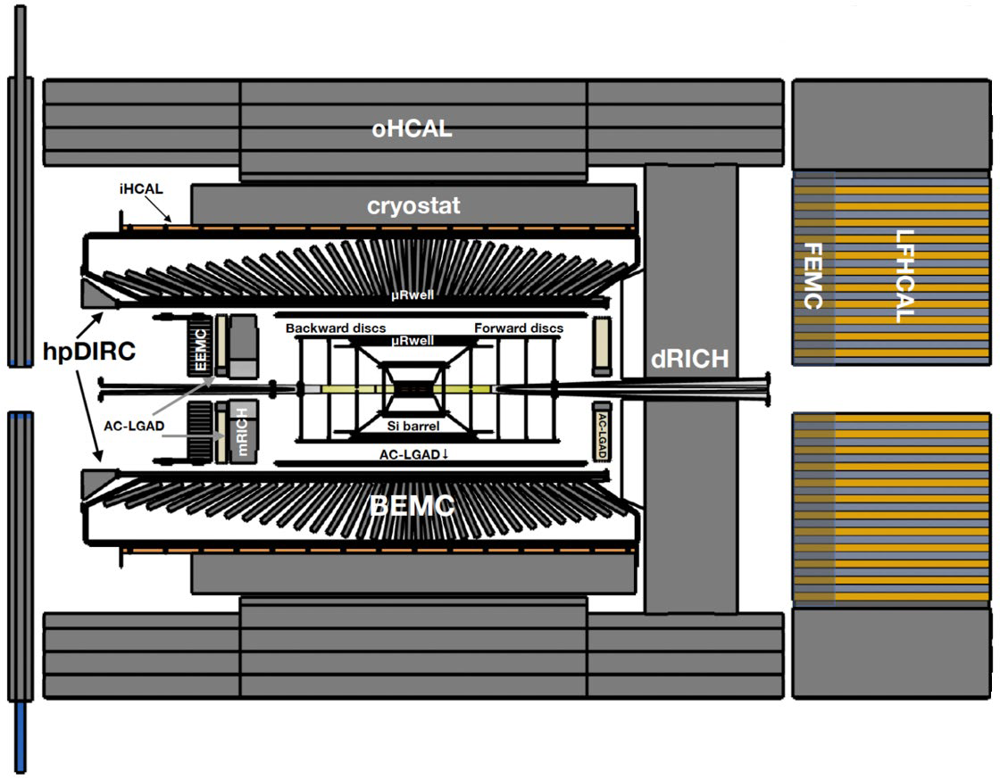 oHCAL
iHCAL
cryostat
FEMC
LFHCAL
µRwell
Backward discs
Forward discs
µRwell
EEMC
hpDIRC
dRICH
AC-LGAD
mRICH
Si barrel
AC-LGAD
AC-LGAD↓
BEMC